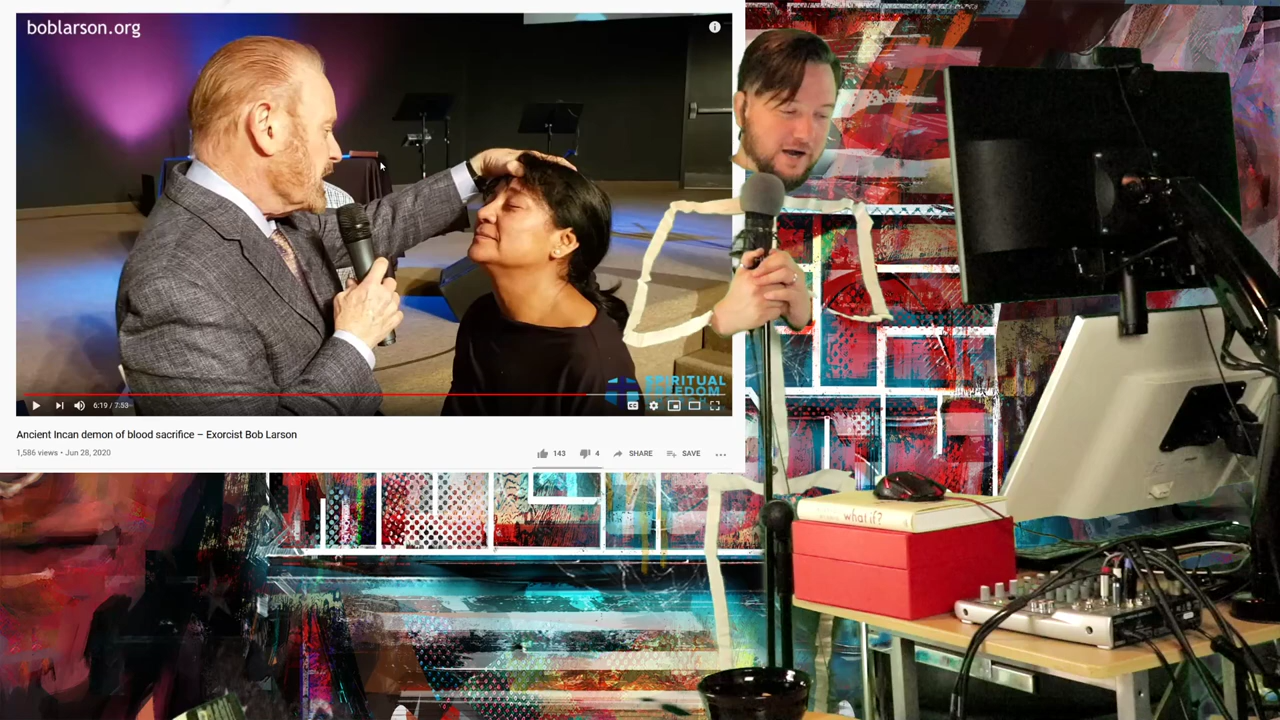 boblarson.org
SPIRITUAL
FREEDOM
6:19 / 7:53
CC
Ancient Incan demon of blood sacrifice – Exorcist Bob Larson
1,586 views • Jun 28, 2020
143
4
SHARE
SAVE
what if?